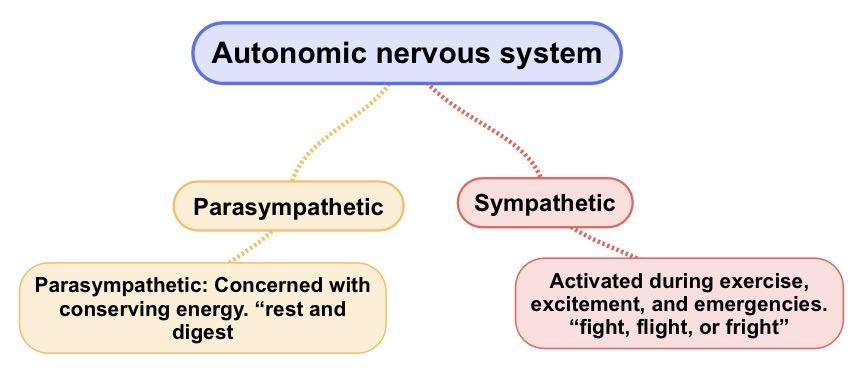 Autonomic nervous system
Parasympathetic
Sympathetic
Parasympathetic: Concerned with
conserving energy. “rest and
digest
Activated during exercise,
excitement, and emergencies.
“fight, flight, or fright”